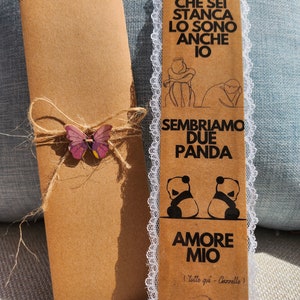 CHE SEI
STANCA
LO SONO
ANCHE
IO
SEMBRIAMO
DUE
PANDA
AMORE
MIO